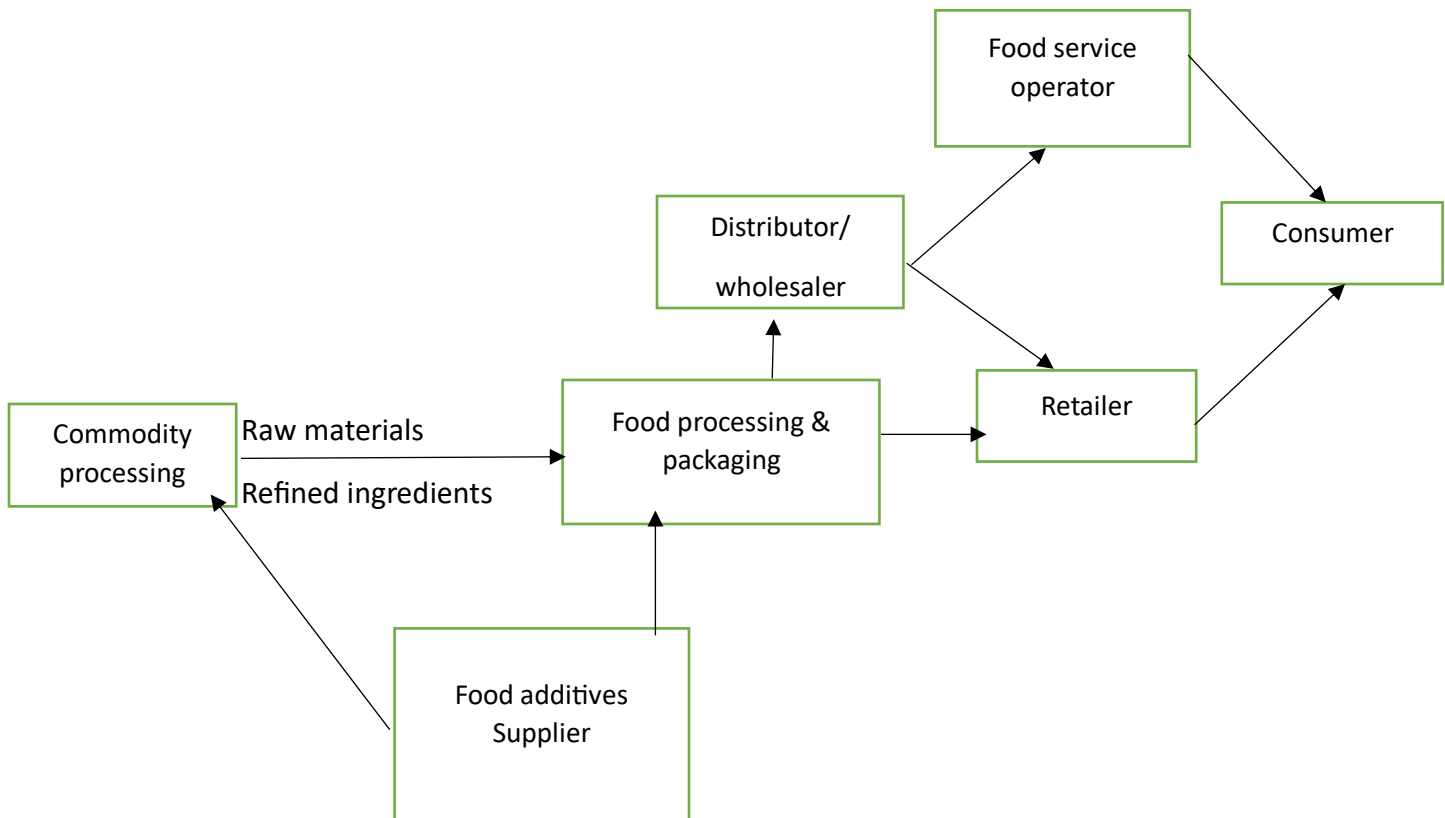 Food service
operator
Distributor/
wholesaler
Consumer
Commodity
processing
Raw materials
Refined ingredients
Food processing &
packaging
Retailer
Food additives
Supplier